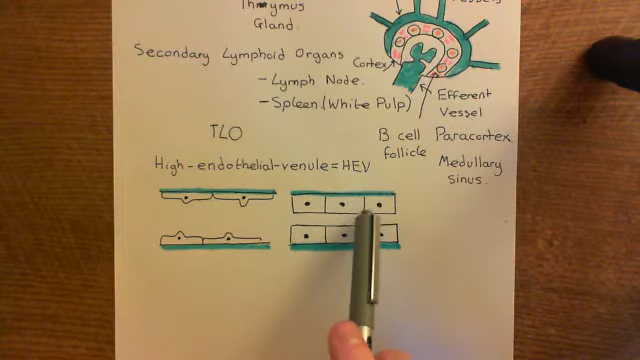 Vessels
Thymus
Gland.
Secondary Lymphoid Organs
Cortex
- Lymph Node.
- Spleen (White Pulp)
Efferent
Vessel
TLO
B cell
follicle
Paracortex
Medullary
Sinus.
High-endothelial-venule = HEV